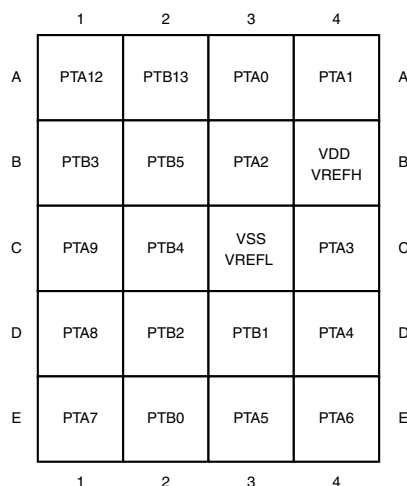 1 2 3 4
A PTA12 PTB13 PTA0 PTA1 A
B PTB3 PTB5 PTA2 VDD VREFH B
C PTA9 PTB4 VSS VREFL PTA3 C
D PTA8 PTB2 PTB1 PTA4 D
E PTA7 PTB0 PTA5 PTA6 E
1 2 3 4